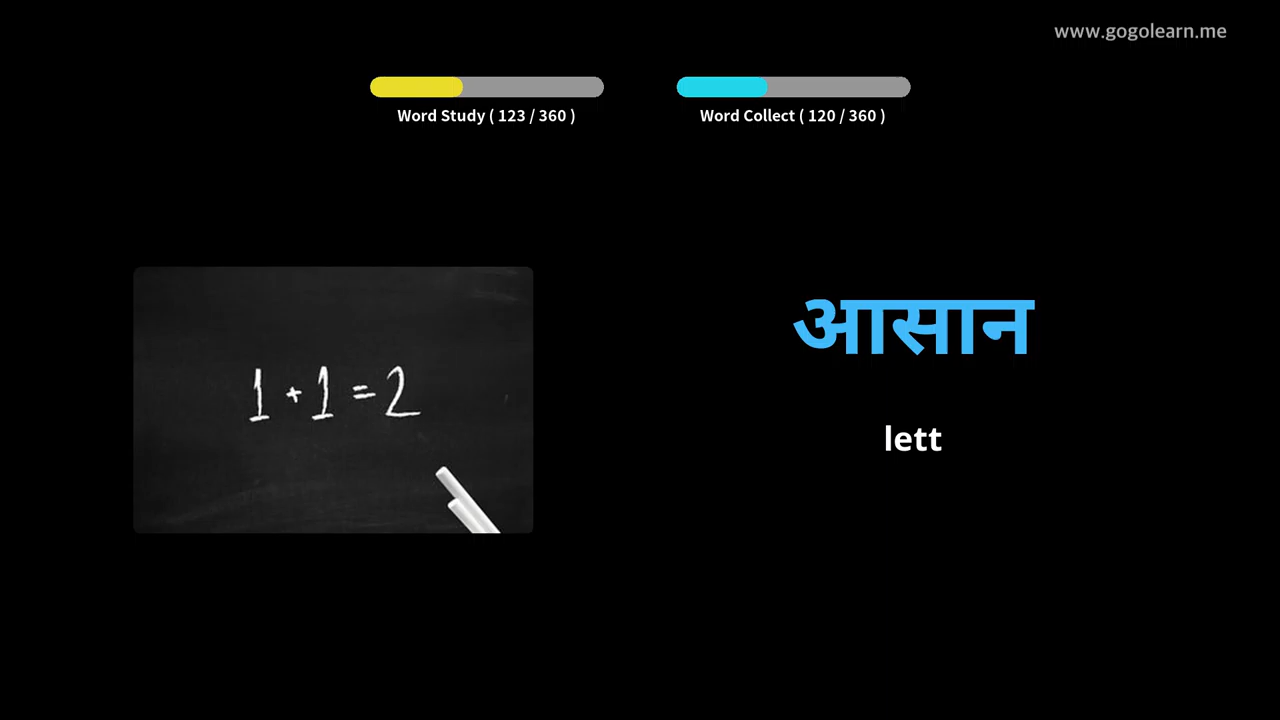 www.gogolearn.me
Word Study ( 123 / 360 )
Word Collect ( 120 / 360 )
1 + 1 = 2
आसान
lett